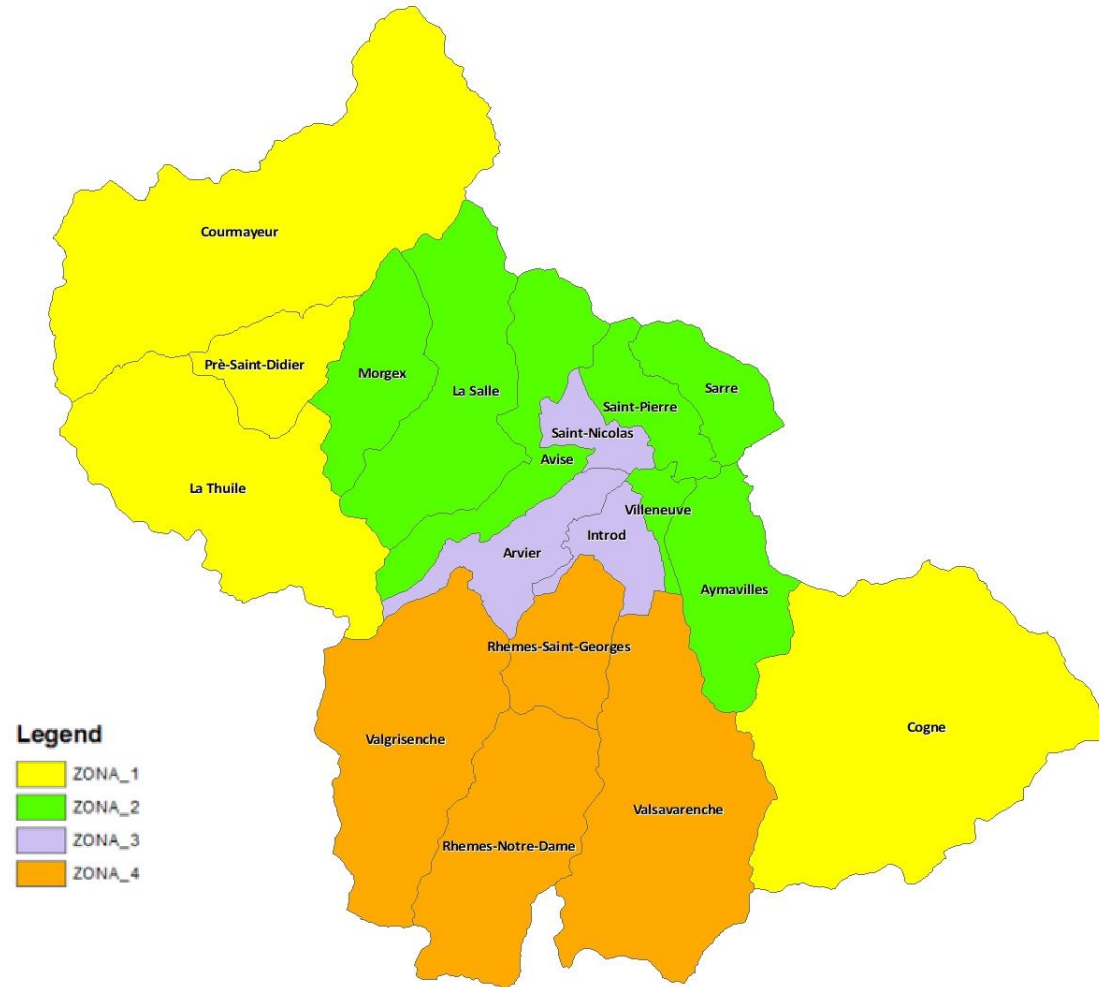 Courmayeur
Prè-Saint-Didier
Morgex
La Salle
Sarre
Saint-Pierre
Saint-Nicolas
Avise
La Thuile
Villeneuve
Introd
Arvier
Aymavilles
Rhemes-Saint-Georges
Valgrisenche
Cogne
Valsavarenche
Rhemes-Notre-Dame
Legend
ZONA_1
ZONA_2
ZONA_3
ZONA_4